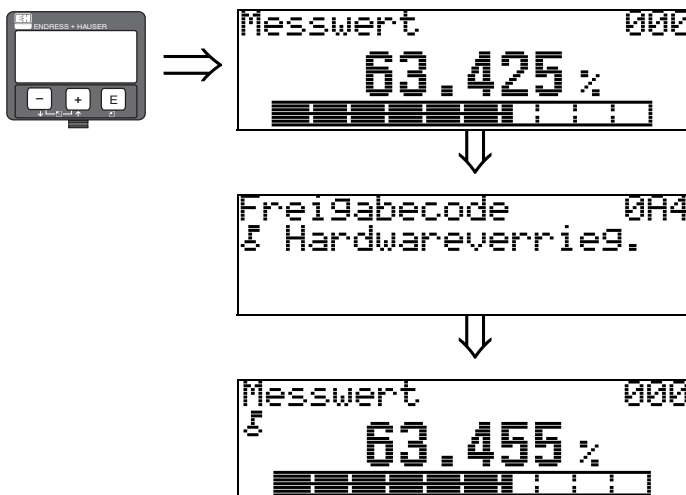 E+H
ENDRESS + HAUSER
- + E
Messwert 000
63.425 %
Freigabecode 0A4
Hardwareverrieg.
Messwert 000
63.455 %